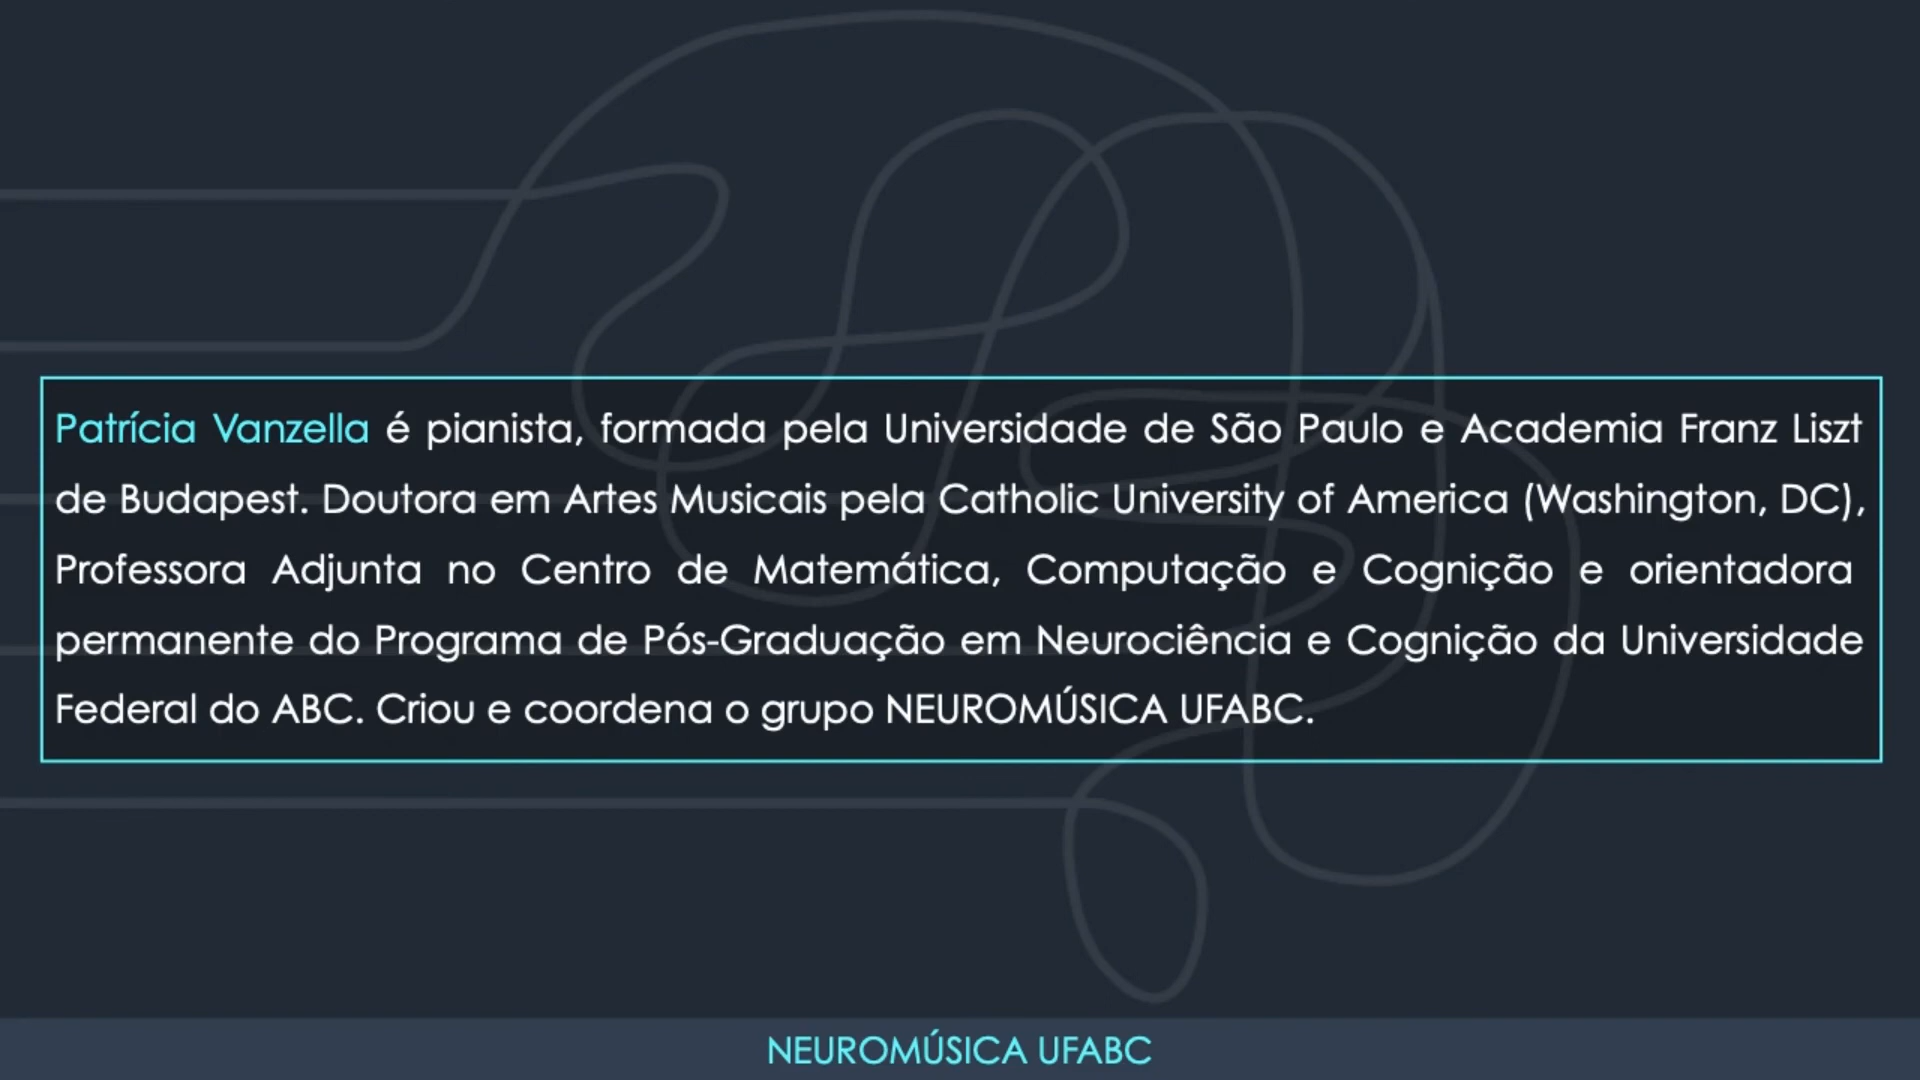 Patrícia Vanzella é pianista, formada pela Universidade de São Paulo e Academia Franz Liszt
de Budapest. Doutora em Artes Musicais pela Catholic University of America (Washington, DC),
Professora Adjunta no Centro de Matemática, Computação e Cognição e orientadora
permanente do Programa de Pós-Graduação em Neurociência e Cognição da Universidade
Federal do ABC. Criou e coordena o grupo NEUROMÚSICA UFABC.
NEUROMÚSICA UFABC